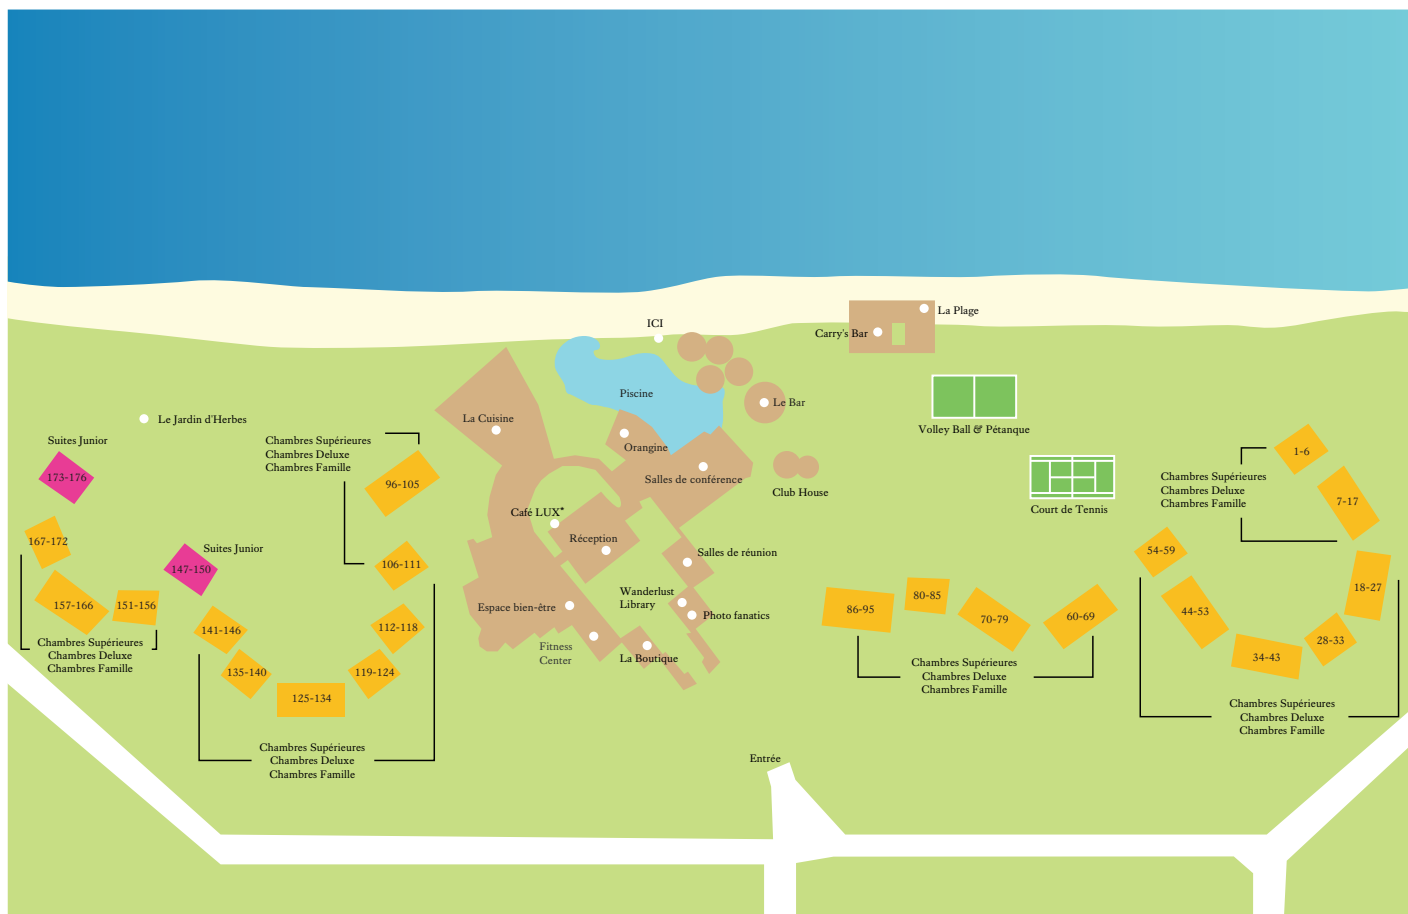 ICI
La Plage
Carry's Bar
Piscine
Le Bar
La Cuisine
Le Jardin d'Herbes
Orangine
Volley Ball & Pétanque
Suites Junior
173-176
Chambres Supérieures
Chambres Deluxe
Chambres Famille
96-105
Salles de conférence
Club House
Court de Tennis
Chambres Supérieures
Chambres Deluxe
Chambres Famille
1-6
7-17
Café LUX*
Réception
167-172
Suites Junior
147-150
106-111
Salles de réunion
54-59
18-27
157-166
151-156
Espace bien-être
Wanderlust
Library
Photo fanatics
86-95
80-85
70-79
60-69
44-53
28-33
34-43
141-146
112-118
135-140
119-124
125-134
Chambres Supérieures
Chambres Deluxe
Chambres Famille
Fitness
Center
La Boutique
Chambres Supérieures
Chambres Deluxe
Chambres Famille
Chambres Supérieures
Chambres Deluxe
Chambres Famille
Chambres Supérieures
Chambres Deluxe
Chambres Famille
Entrée